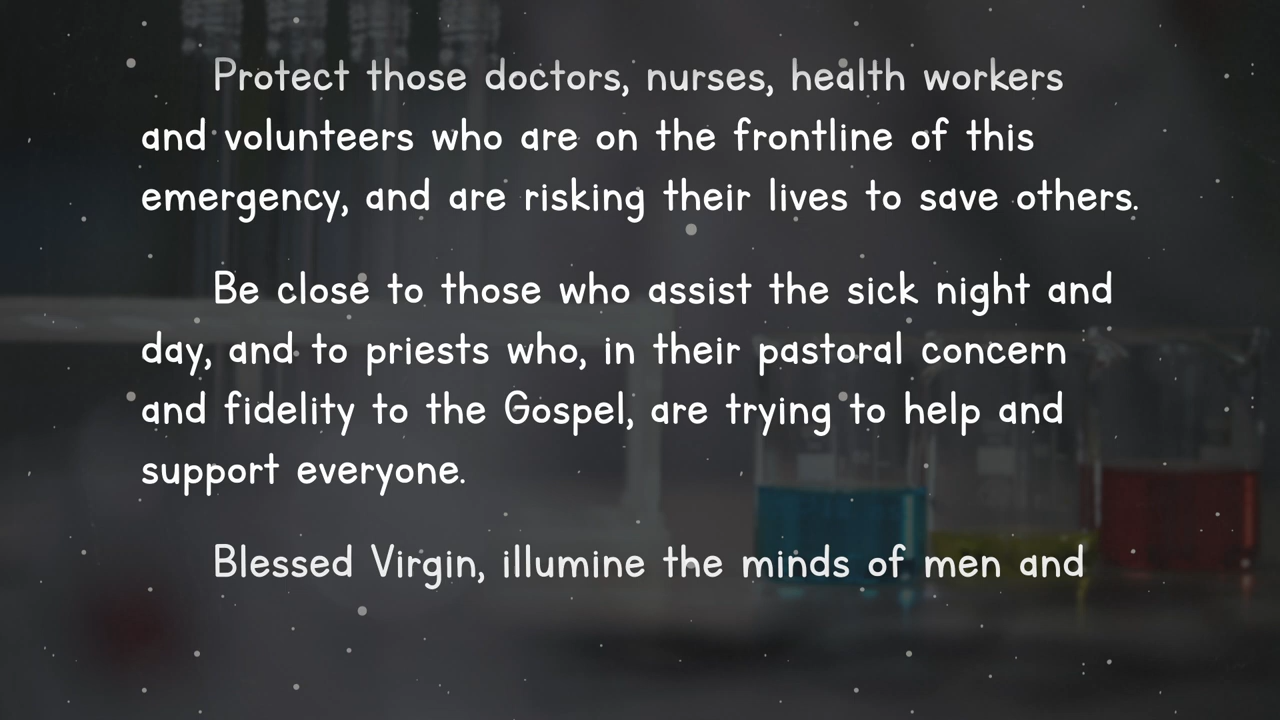 Protect those doctors, nurses, health workers
and volunteers who are on the frontline of this
emergency, and are risking their lives to save others.
Be close to those who assist the sick night and
day, and to priests who, in their pastoral concern
and fidelity to the Gospel, are trying to help and
support everyone.
Blessed Virgin, illumine the minds of men and